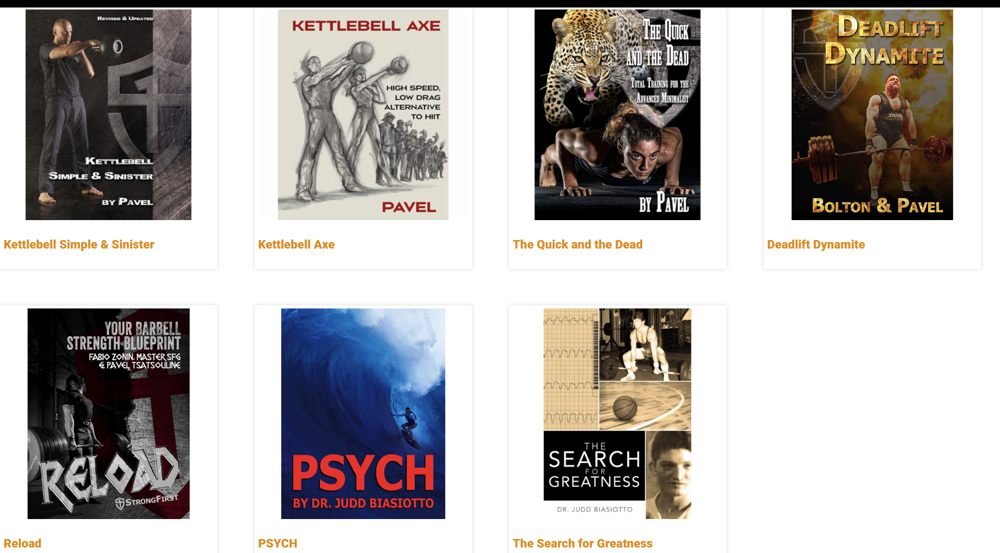 REVISED & UPDATED
KETTLEBELL
SIMPLE & SINISTER
BY PAVEL
Kettlebell Simple & Sinister
KETTLEBELL AXE
HIGH SPEED,
LOW DRAG
ALTERNATIVE
TO HIIT
PAVEL
Kettlebell Axe
THE QUICK
AND THE DEAD
TOTAL TRAINING FOR THE
ADVANCED MINIMALIST
BY PAVEL
The Quick and the Dead
DEADLIFT
DYNAMITE
INZER
BOLTON & PAVEL
Deadlift Dynamite
YOUR BARBELL
STRENGTH BLUEPRINT
FABIO ZONIN, MASTER SFG
& PAVEL TSATSOULINE
RELOAD
STRONGFIRST
Reload
PSYCH
BY DR. JUDD BIASIOTTO
PSYCH
THE
SEARCH
FOR
GREATNESS
DR. JUDD BIASIOTTO
The Search for Greatness